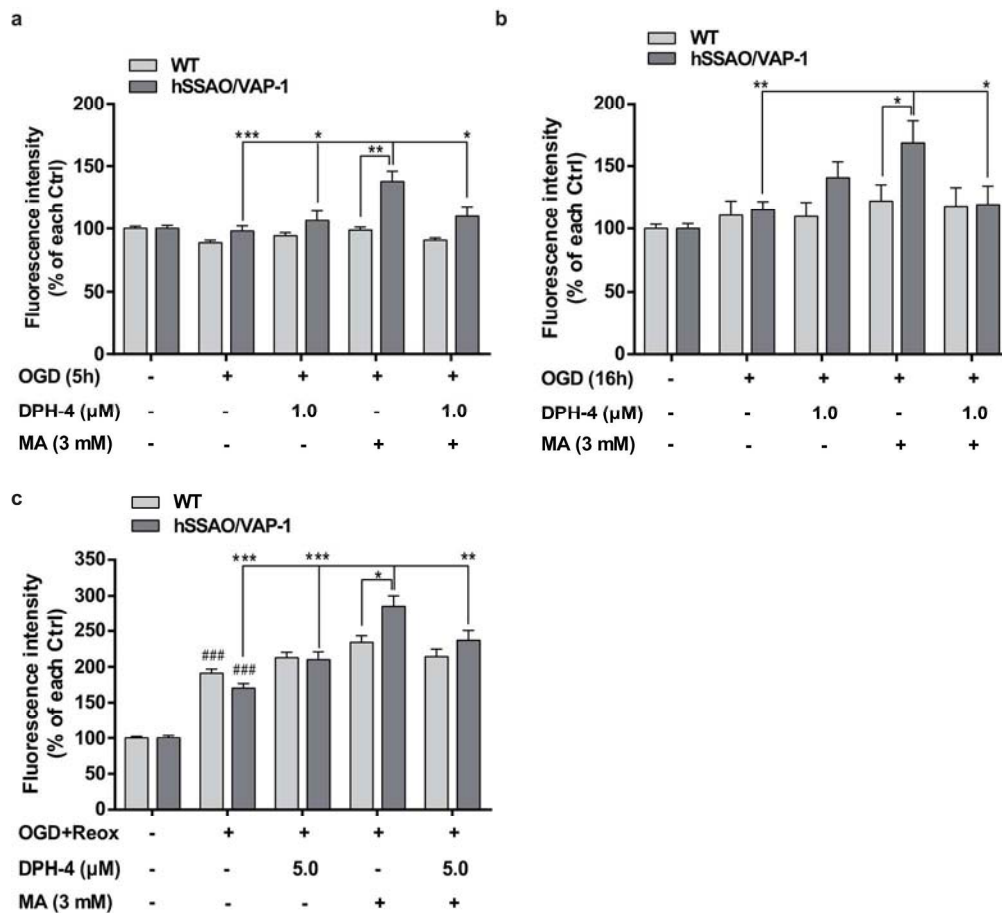 a
WT
hSSAO/VAP-1
Fluorescence intensity
(% of each Ctrl)
200
150
100
50
0
*** * ** *
OGD (5h) - + + + +
DPH-4 (µM) - - 1.0 - 1.0
MA (3 mM) - - - + +
b
WT
hSSAO/VAP-1
Fluorescence intensity
(% of each Ctrl)
200
150
100
50
0
** * *
OGD (16h) - + + + +
DPH-4 (µM) - - 1.0 - 1.0
MA (3 mM) - - - + +
c
WT
hSSAO/VAP-1
Fluorescence intensity
(% of each Ctrl)
350
300
250
200
150
100
50
0
*** *** * **
### ###
OGD+Reox - + + + +
DPH-4 (µM) - - 5.0 - 5.0
MA (3 mM) - - - + +